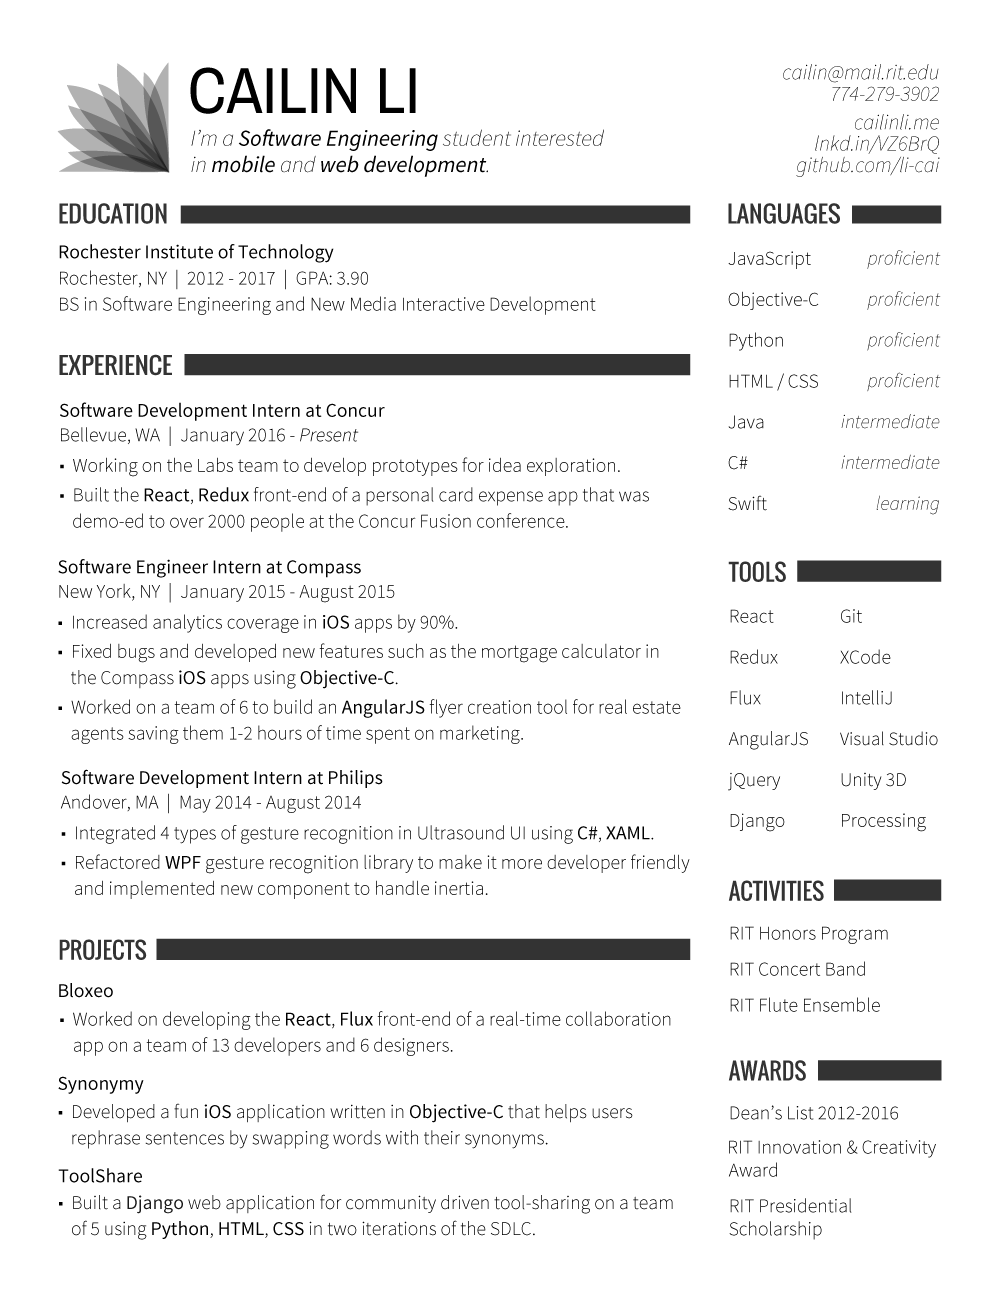 CAILIN LI
I'm a Software Engineering student interested
in mobile and web development.
cailin@mail.rit.edu
774-279-3902
cailinli.me
lnkd.in/VZ6BrQ
github.com/li-cai
EDUCATION
Rochester Institute of Technology
Rochester, NY | 2012 - 2017 | GPA: 3.90
BS in Software Engineering and New Media Interactive Development
EXPERIENCE
Software Development Intern at Concur
Bellevue, WA | January 2016 - Present
▪ Working on the Labs team to develop prototypes for idea exploration.
▪ Built the React, Redux front-end of a personal card expense app that was
demo-ed to over 2000 people at the Concur Fusion conference.
Software Engineer Intern at Compass
New York, NY | January 2015 - August 2015
▪ Increased analytics coverage in iOS apps by 90%.
▪ Fixed bugs and developed new features such as the mortgage calculator in
the Compass iOS apps using Objective-C.
▪ Worked on a team of 6 to build an AngularJS flyer creation tool for real estate
agents saving them 1-2 hours of time spent on marketing.
Software Development Intern at Philips
Andover, MA | May 2014 - August 2014
▪ Integrated 4 types of gesture recognition in Ultrasound UI using C#, XAML.
▪ Refactored WPF gesture recognition library to make it more developer friendly
and implemented new component to handle inertia.
PROJECTS
Bloxeo
▪ Worked on developing the React, Flux front-end of a real-time collaboration
app on a team of 13 developers and 6 designers.
Synonymy
▪ Developed a fun iOS application written in Objective-C that helps users
rephrase sentences by swapping words with their synonyms.
ToolShare
▪ Built a Django web application for community driven tool-sharing on a team
of 5 using Python, HTML, CSS in two iterations of the SDLC.
LANGUAGES
JavaScript proficient
Objective-C proficient
Python proficient
HTML / CSS proficient
Java intermediate
C# intermediate
Swift learning
TOOLS
React Git
Redux XCode
Flux IntelliJ
AngularJS Visual Studio
jQuery Unity 3D
Django Processing
ACTIVITIES
RIT Honors Program
RIT Concert Band
RIT Flute Ensemble
AWARDS
Dean's List 2012-2016
RIT Innovation & Creativity
Award
RIT Presidential
Scholarship